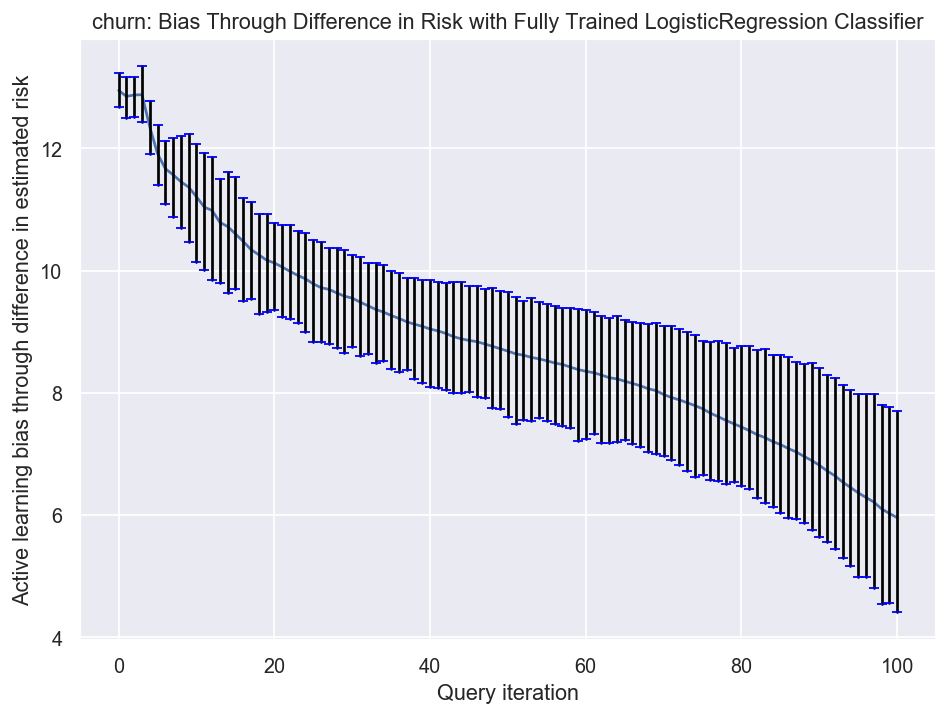 churn: Bias Through Difference in Risk with Fully Trained LogisticRegression Classifier
Active learning bias through difference in estimated risk
12
10
8
6
4
0 20 40 60 80 100
Query iteration